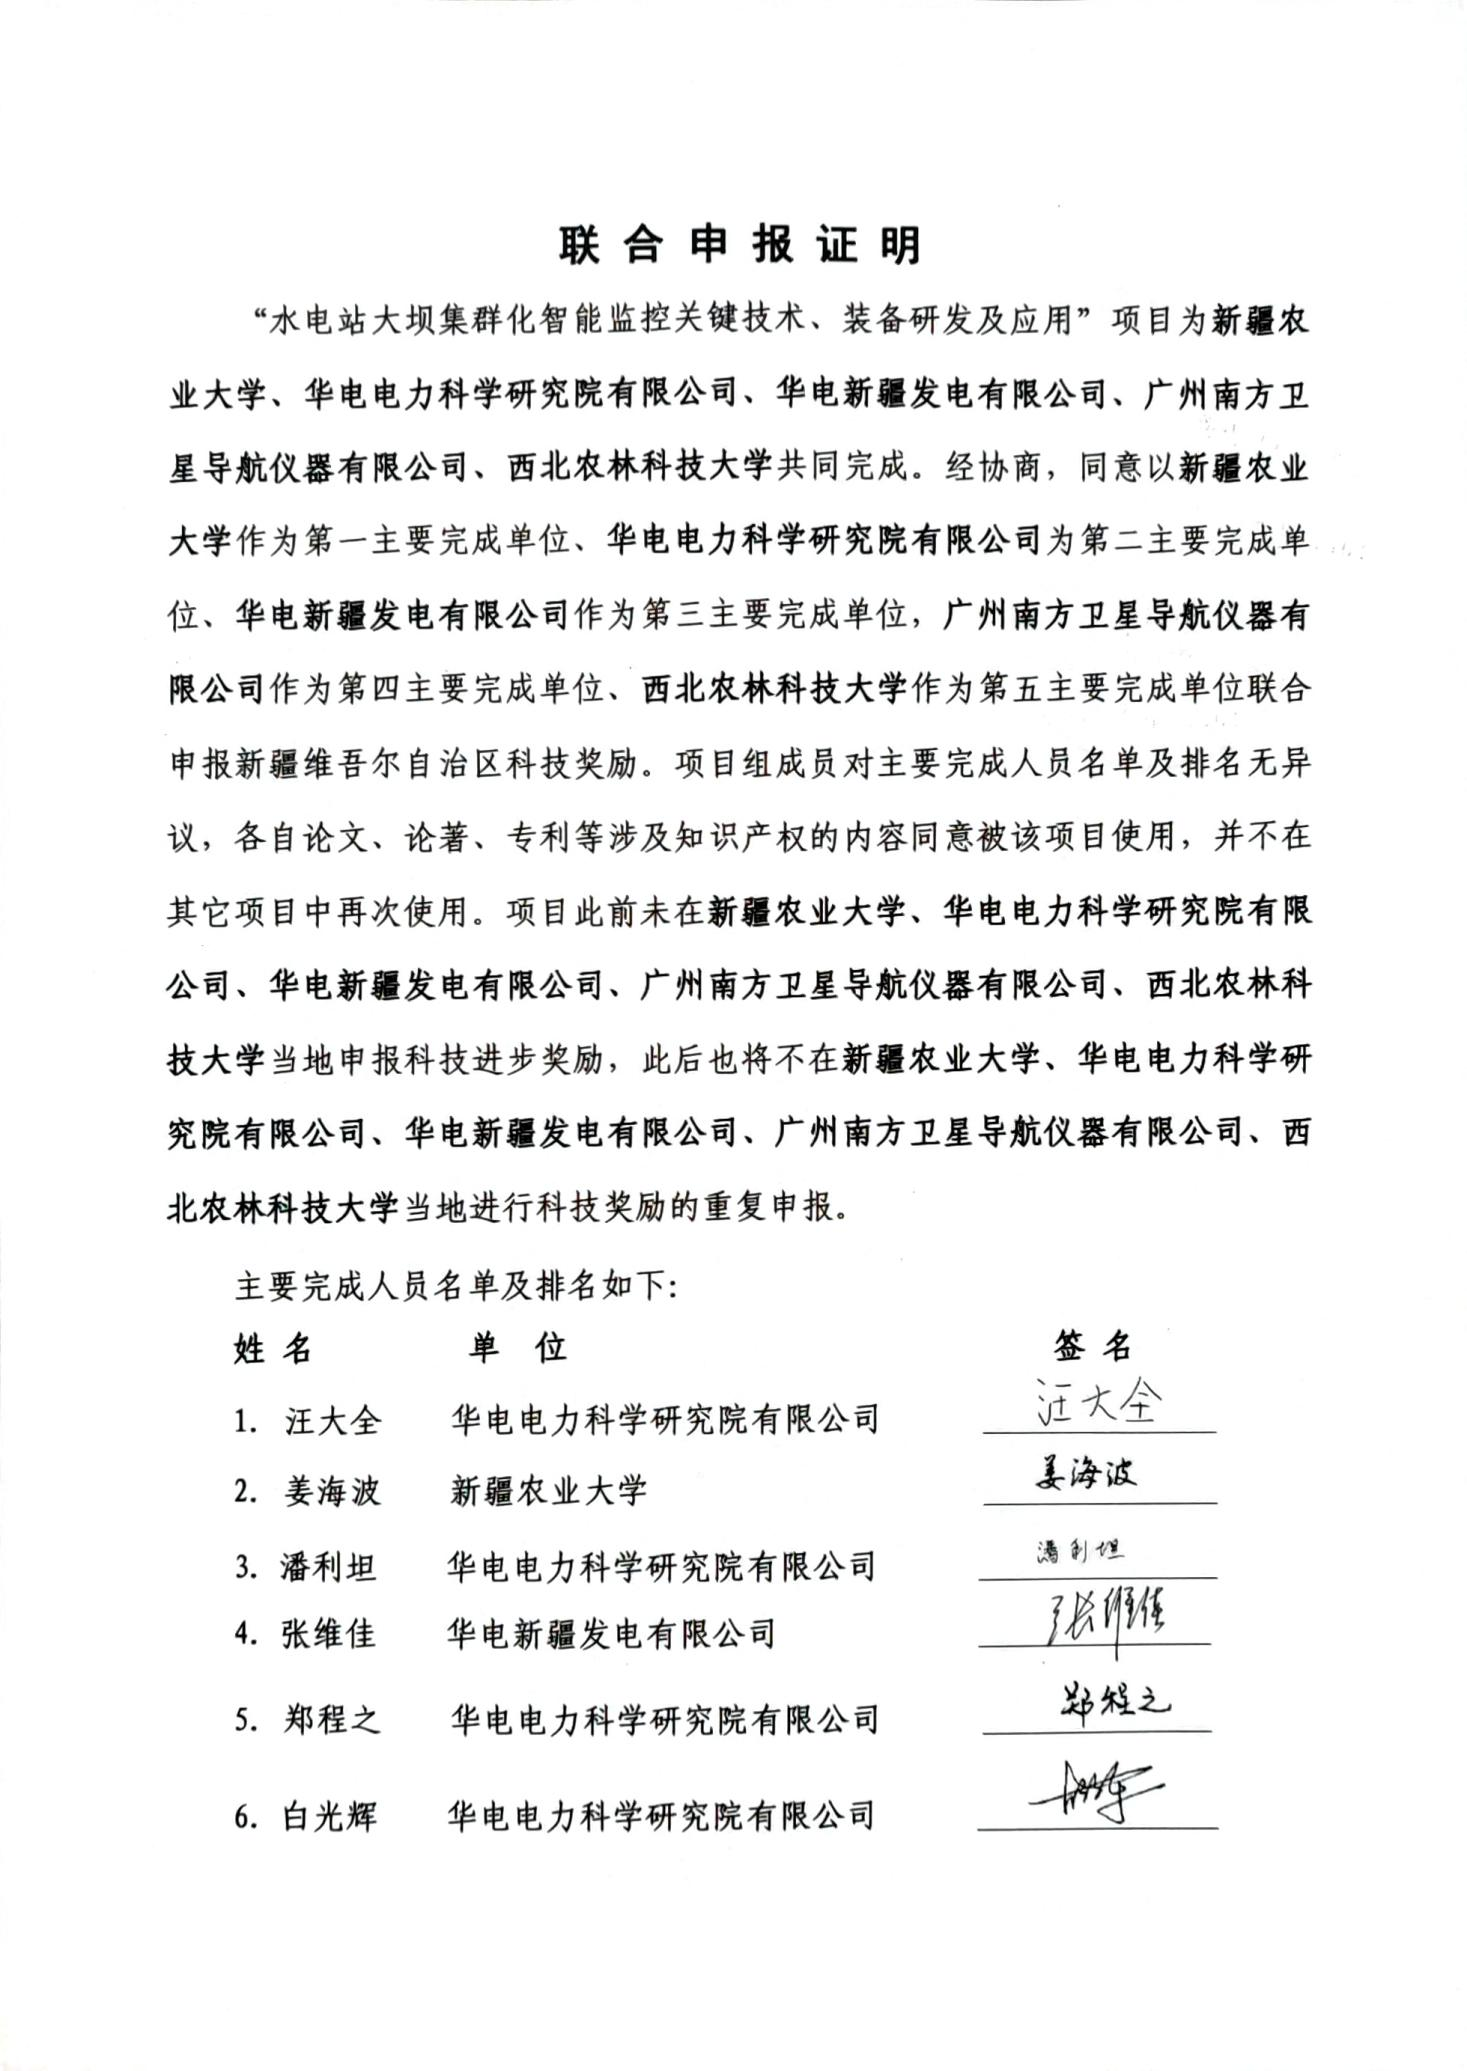 联合申报证明
“水电站大坝集群化智能监控关键技术、装备研发及应用”项目为新疆农
业大学、华电电力科学研究院有限公司、华电新疆发电有限公司、广州南方卫
星导航仪器有限公司、西北农林科技大学共同完成。经协商，同意以新疆农业
大学作为第一主要完成单位、华电电力科学研究院有限公司为第二主要完成单
位、华电新疆发电有限公司作为第三主要完成单位，广州南方卫星导航仪器有
限公司作为第四主要完成单位、西北农林科技大学作为第五主要完成单位联合
申报新疆维吾尔自治区科技奖励。项目组成员对主要完成人员名单及排名无异
议，各自论文、论著、专利等涉及知识产权的内容同意被该项目使用，并不在
其它项目中再次使用。项目此前未在新疆农业大学、华电电力科学研究院有限
公司、华电新疆发电有限公司、广州南方卫星导航仪器有限公司、西北农林科
技大学当地申报科技进步奖励，此后也将不在新疆农业大学、华电电力科学研
究院有限公司、华电新疆发电有限公司、广州南方卫星导航仪器有限公司、西
北农林科技大学当地进行科技奖励的重复申报。
主要完成人员名单及排名如下：
姓名 单位 签名
1. 汪大全 华电电力科学研究院有限公司 汪大全
2. 姜海波 新疆农业大学 姜海波
3. 潘利坦 华电电力科学研究院有限公司 潘利坦
4. 张维佳 华电新疆发电有限公司 张维佳
5. 郑程之 华电电力科学研究院有限公司 郑程之
6. 白光辉 华电电力科学研究院有限公司